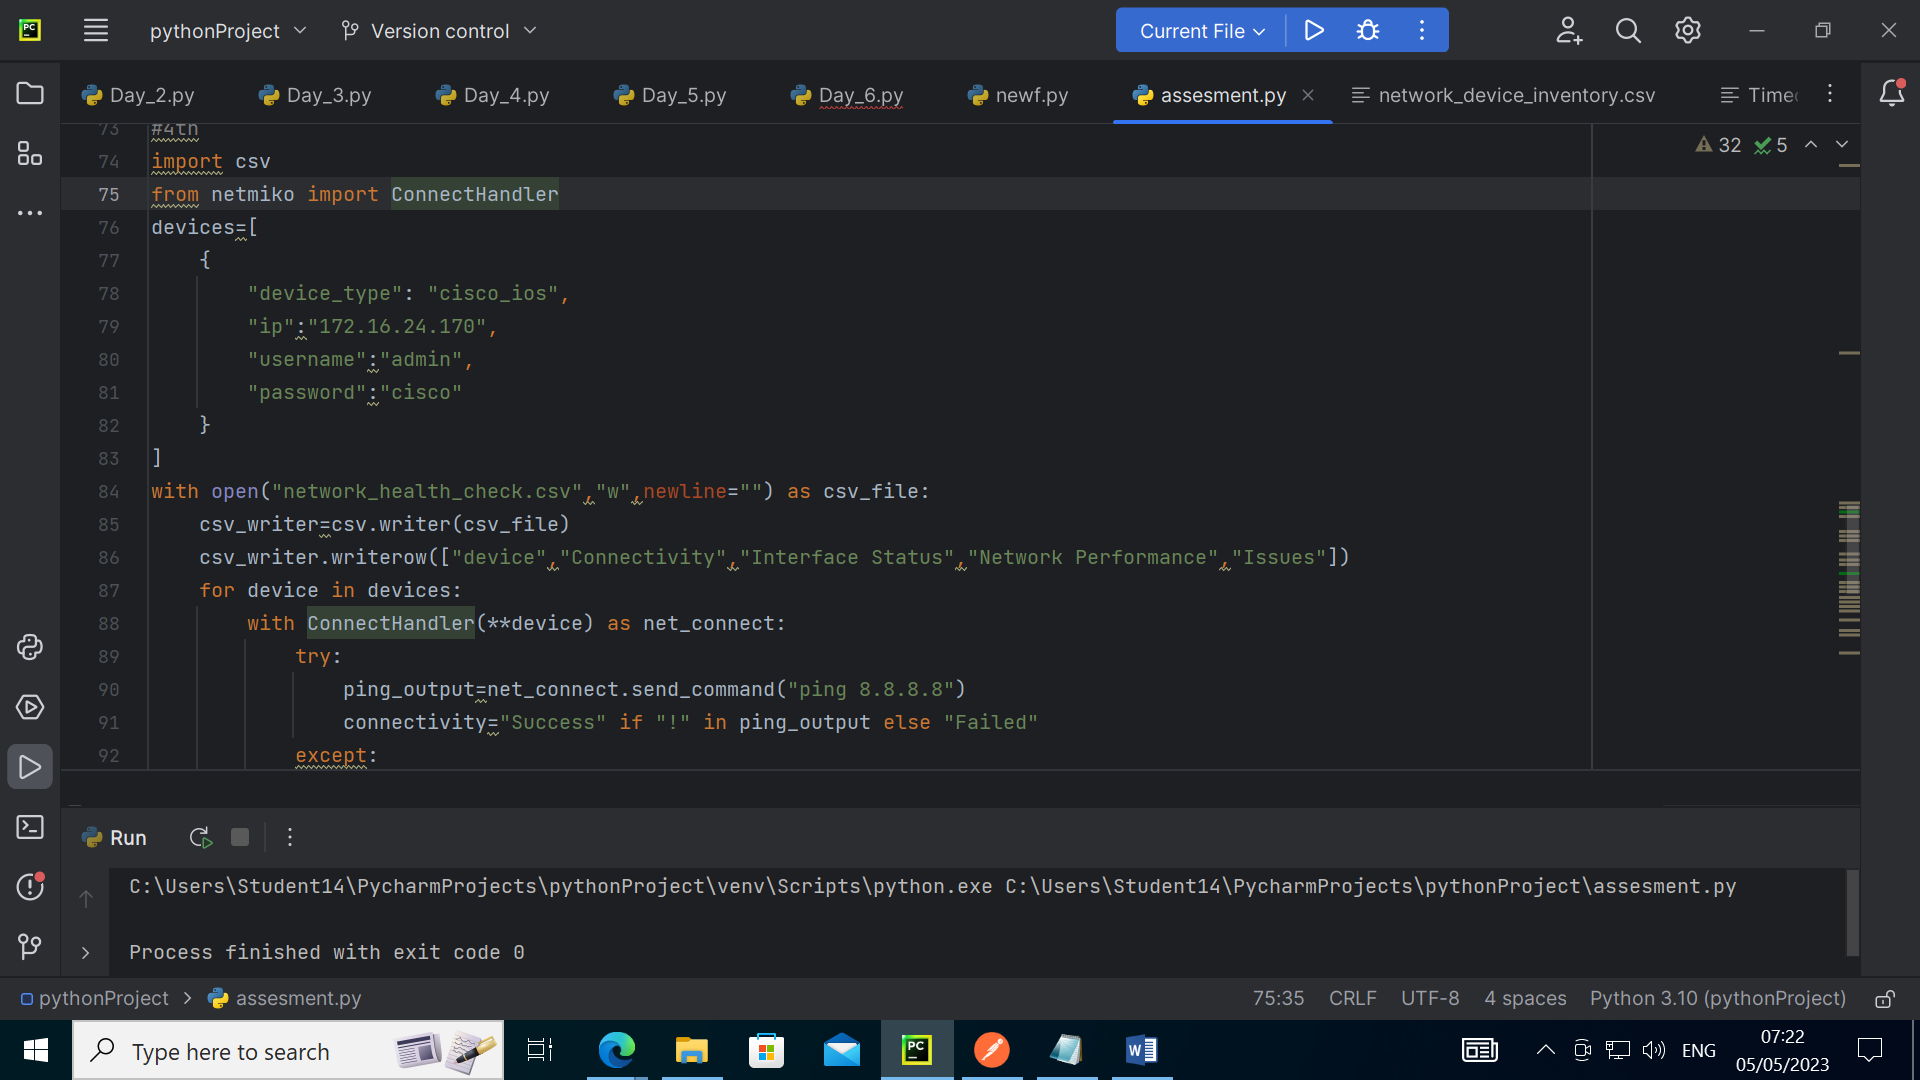 PC
pythonProject
Version control
Current File
Day_2.py
Day_3.py
Day_4.py
Day_5.py
Day_6.py
newf.py
assesment.py
network_device_inventory.csv
32
5
73 #4th
74 import csv
75 from netmiko import ConnectHandler
76 devices=[
77 {
78 "device_type": "cisco_ios",
79 "ip":"172.16.24.170",
80 "username":"admin",
81 "password":"cisco"
82 }
83 ]
84 with open("network_health_check.csv","w",newline="") as csv_file:
85 csv_writer=csv.writer(csv_file)
86 csv_writer.writerow(["device","Connectivity","Interface Status","Network Performance","Issues"])
87 for device in devices:
88 with ConnectHandler(**device) as net_connect:
89 try:
90 ping_output=net_connect.send_command("ping 8.8.8.8")
91 connectivity="Success" if "!" in ping_output else "Failed"
92 except:
Run
C:\Users\Student14\PycharmProjects\pythonProject\venv\Scripts\python.exe C:\Users\Student14\PycharmProjects\pythonProject\assesment.py
Process finished with exit code 0
pythonProject > assesment.py
75:35
CRLF
UTF-8
4 spaces
Python 3.10 (pythonProject)
Type here to search
PC
W
ENG
07:22
05/05/2023